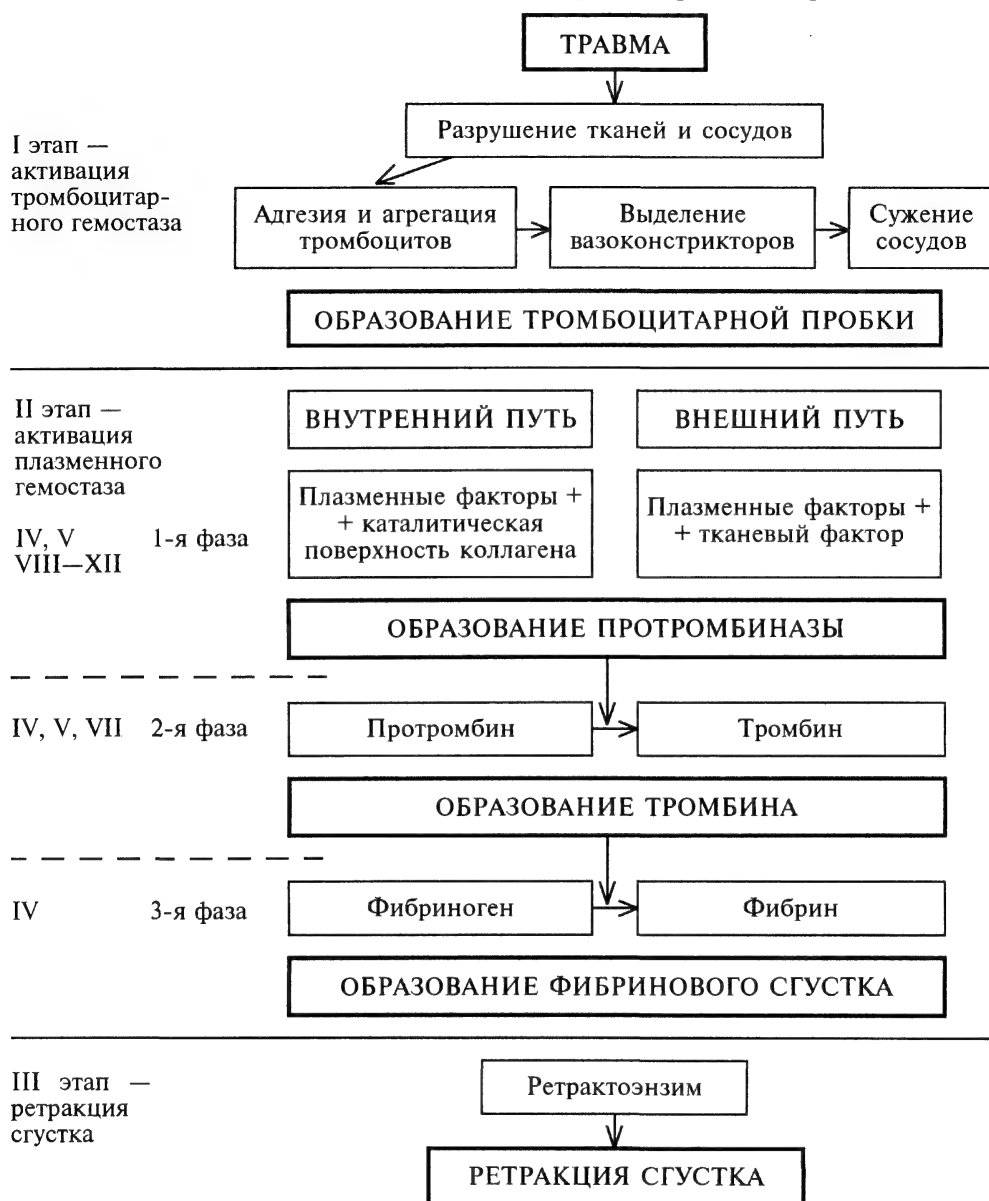 ТРАВМА
Разрушение тканей и сосудов
I этап —
активация
тромбоцитар-
ного гемостаза
Адгезия и агрегация
тромбоцитов
Выделение
вазоконстрикторов
Сужение
сосудов
ОБРАЗОВАНИЕ ТРОМБОЦИТАРНОЙ ПРОБКИ
II этап —
активация
плазменного
гемостаза
ВНУТРЕННИЙ ПУТЬ
ВНЕШНИЙ ПУТЬ
IV, V 1-я фаза
VIII—XII
Плазменные факторы +
+ каталитическая
поверхность коллагена
Плазменные факторы +
+ тканевый фактор
ОБРАЗОВАНИЕ ПРОТРОМБИНАЗЫ
IV, V, VII 2-я фаза
Протромбин
Тромбин
ОБРАЗОВАНИЕ ТРОМБИНА
IV 3-я фаза
Фибриноген
Фибрин
ОБРАЗОВАНИЕ ФИБРИНОВОГО СГУСТКА
III этап —
ретракция
сгустка
Ретрактоэнзим
РЕТРАКЦИЯ СГУСТКА